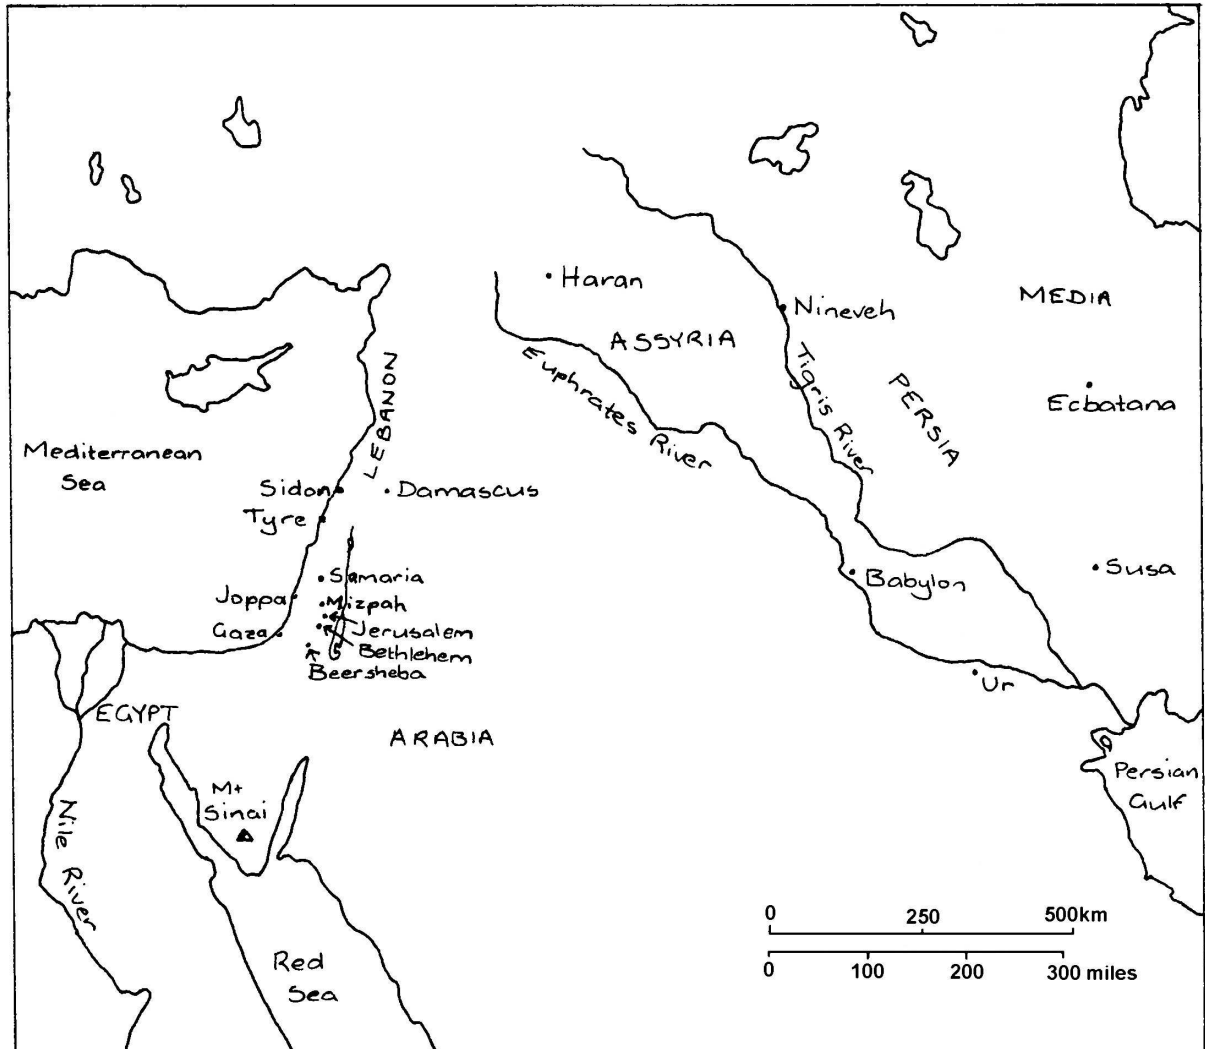 Haran
Nineveh
MEDIA
ASSYRIA
Euphrates River
Tigris River
PERSIA
Ecbatana
LEBANON
Mediterranean
Sea
Sidon
Damascus
Tyre
Samaria
Babylon
Susa
Joppa
Mizpah
Gaza
Jerusalem
Bethlehem
Beersheba
Ur
EGYPT
ARABIA
Mt
Sinai
Persian
Gulf
Nile River
Red
Sea
0 250 500km
0 100 200 300 miles